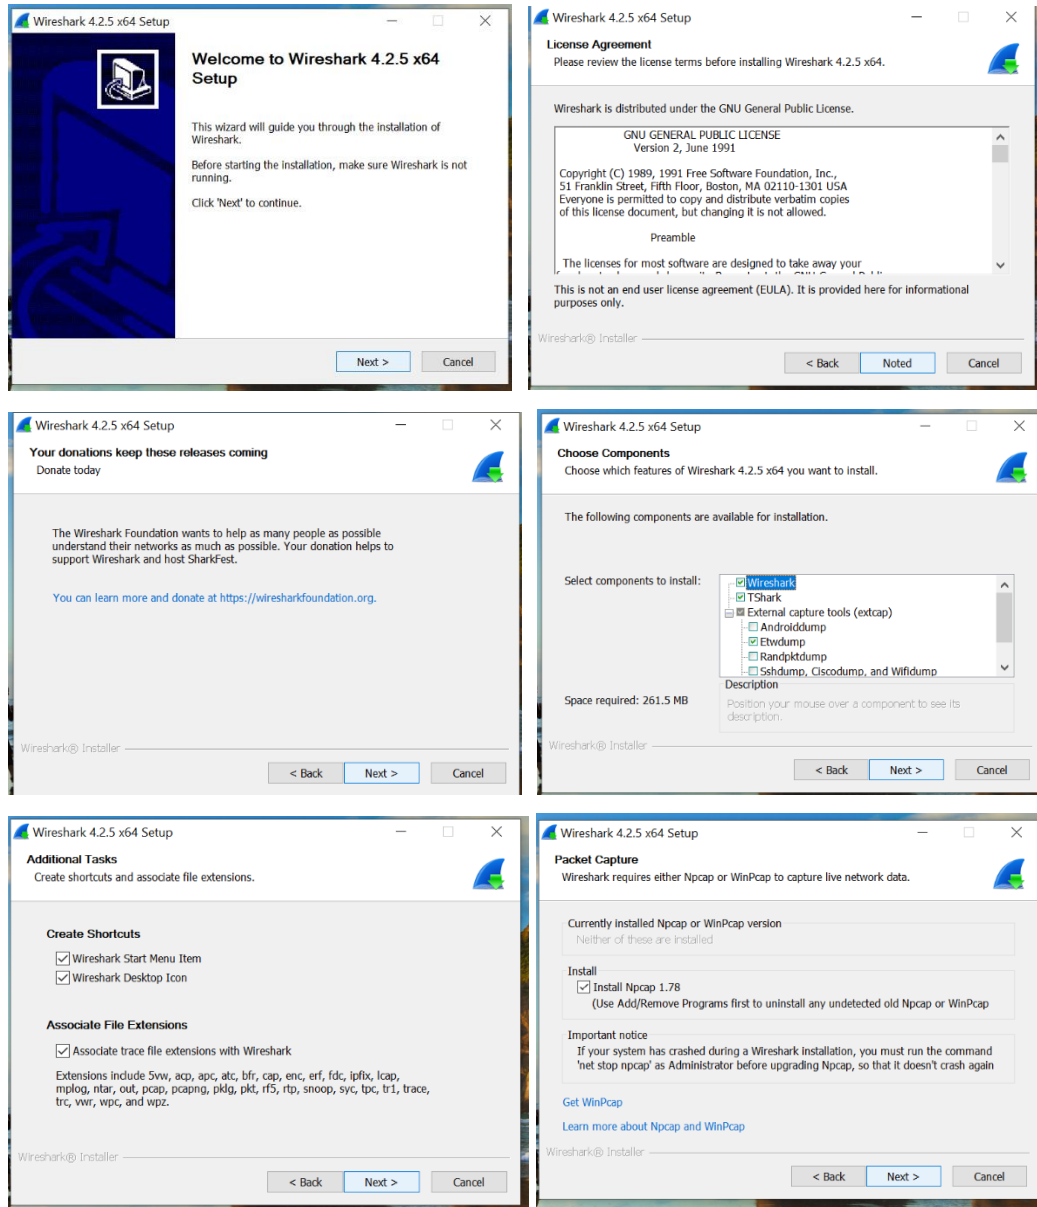 Wireshark 4.2.5 x64 Setup
Welcome to Wireshark 4.2.5 x64
Setup
This wizard will guide you through the installation of
Wireshark.
Before starting the installation, make sure Wireshark is not
running.
Click 'Next' to continue.
Next >
Cancel
Wireshark 4.2.5 x64 Setup
License Agreement
Please review the license terms before installing Wireshark 4.2.5 x64.
Wireshark is distributed under the GNU General Public License.
GNU GENERAL PUBLIC LICENSE
Version 2, June 1991
Copyright (C) 1989, 1991 Free Software Foundation, Inc.,
51 Franklin Street, Fifth Floor, Boston, MA 02110-1301 USA
Everyone is permitted to copy and distribute verbatim copies
of this license document, but changing it is not allowed.
Preamble
The licenses for most software are designed to take away your
This is not an end user license agreement (EULA). It is provided here for informational
purposes only.
Wireshark® Installer
< Back
Noted
Cancel
Wireshark 4.2.5 x64 Setup
Your donations keep these releases coming
Donate today
The Wireshark Foundation wants to help as many people as possible
understand their networks as much as possible. Your donation helps to
support Wireshark and host SharkFest.
You can learn more and donate at https://wiresharkfoundation.org.
Wireshark® Installer
< Back
Next >
Cancel
Wireshark 4.2.5 x64 Setup
Choose Components
Choose which features of Wireshark 4.2.5 x64 you want to install.
The following components are available for installation.
Select components to install:
Wireshark
TShark
External capture tools (extcap)
Androiddump
Etwdump
Randpktdump
Sshdump, Ciscodump, and Wifidump
Space required: 261.5 MB
Description
Position your mouse over a component to see its
description.
Wireshark® Installer
< Back
Next >
Cancel
Wireshark 4.2.5 x64 Setup
Additional Tasks
Create shortcuts and associate file extensions.
Create Shortcuts
Wireshark Start Menu Item
Wireshark Desktop Icon
Associate File Extensions
Associate trace file extensions with Wireshark
Extensions include 5vw, acp, apc, atc, bfr, cap, enc, erf, fdc, ipfix, lcap,
mplog, ntar, out, pcap, pcapng, pklg, pkt, rf5, rtp, snoop, syc, tpc, tr1, trace,
trc, vwr, wpc, and wpz.
Wireshark® Installer
< Back
Next >
Cancel
Wireshark 4.2.5 x64 Setup
Packet Capture
Wireshark requires either Npcap or WinPcap to capture live network data.
Currently installed Npcap or WinPcap version
Neither of these are installed
Install
Install Npcap 1.78
(Use Add/Remove Programs first to uninstall any undetected old Npcap or WinPcap
Important notice
If your system has crashed during a Wireshark installation, you must run the command
'net stop npcap' as Administrator before upgrading Npcap, so that it doesn't crash again
Get WinPcap
Learn more about Npcap and WinPcap
Wireshark® Installer
< Back
Next >
Cancel